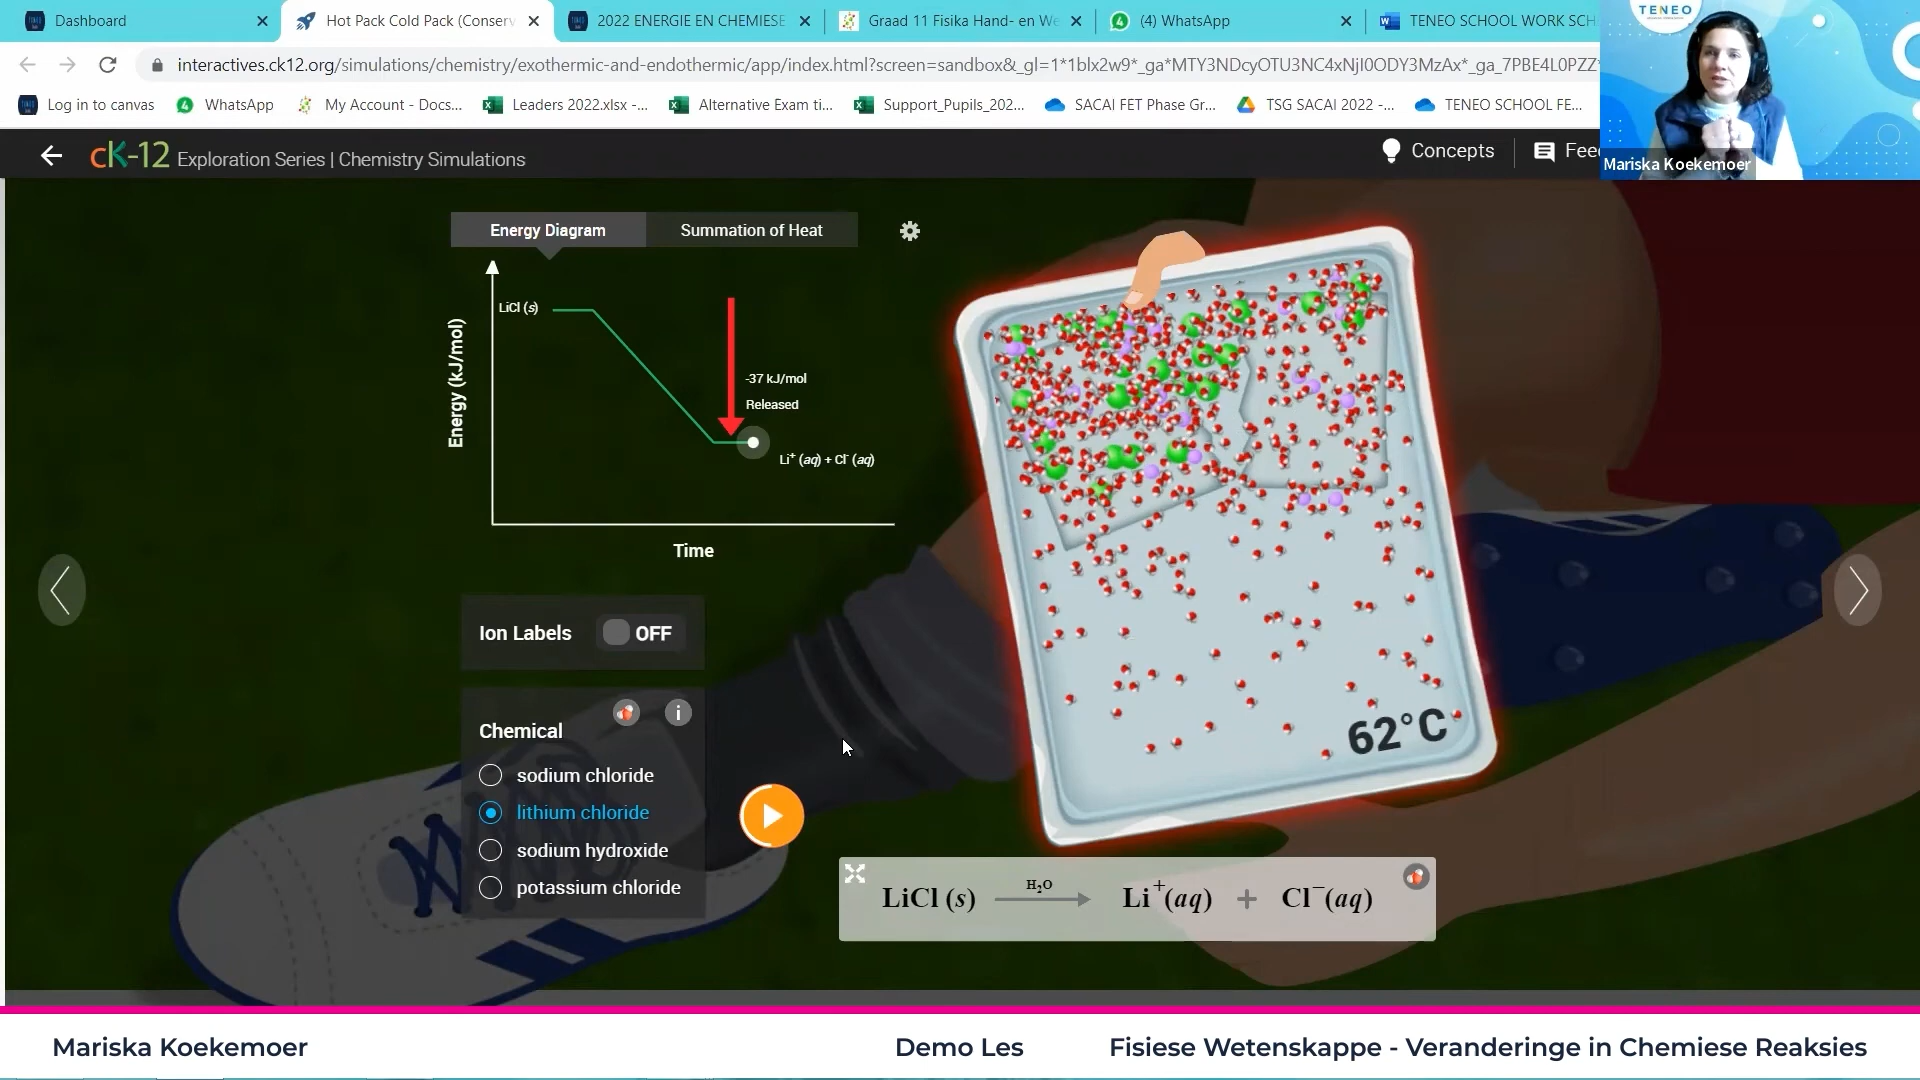 Dashboard
Hot Pack Cold Pack (Conserv
2022 ENERGIE EN CHEMIESE
Graad 11 Fisika Hand- en We
(4) WhatsApp
TENEO SCHOOL WORK SCH
TENEO
interactives.ck12.org/simulations/chemistry/exothermic-and-endothermic/app/index.html?screen=sandbox&_gl=1*1blx2w9*_ga*MTY3NDcyOTU3NC4xNjI0ODY3MzAx*_ga_7PBE4L0PZZ*
Log in to canvas
WhatsApp
My Account - Docs...
Leaders 2022.xlsx -...
Alternative Exam ti...
Support_Pupils_202...
SACAI FET Phase Gr...
TSG SACAI 2022 -...
TENEO SCHOOL FE...
Mariska Koekemoer
cK-12 Exploration Series | Chemistry Simulations
Concepts
Fee
Energy Diagram
Summation of Heat
LiCl (s)
Energy (kJ/mol)
-37 kJ/mol
Released
Li⁺ (aq) + Cl⁻ (aq)
Time
62°C
Ion Labels OFF
i
Chemical
sodium chloride
lithium chloride
sodium hydroxide
potassium chloride
H₂O
LiCl (s) → Li⁺(aq) + Cl⁻(aq)
Mariska Koekemoer
Demo Les
Fisiese Wetenskappe - Veranderinge in Chemiese Reaksies